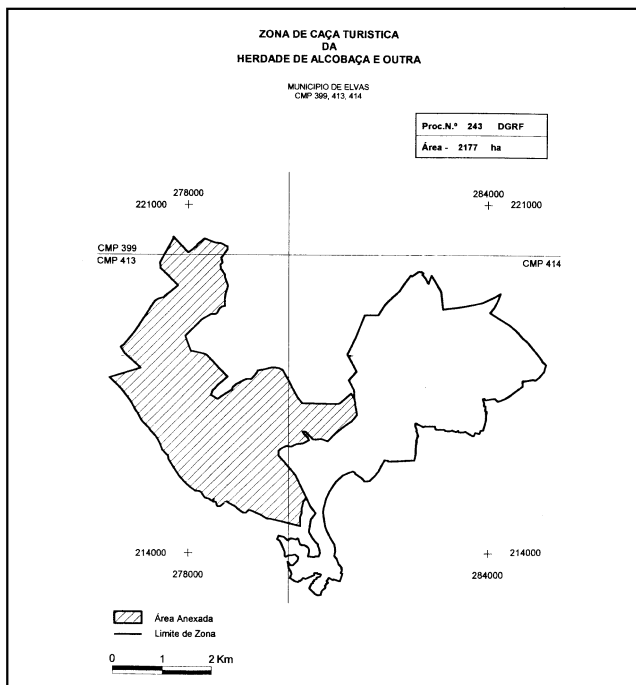 ZONA DE CAÇA TURISTICA
DA
HERDADE DE ALCOBAÇA E OUTRA
MUNICIPIO DE ELVAS
CMP 399, 413, 414
Proc.N.º 243 DGRF
Área - 2177 ha
278000
284000
221000
221000
CMP 399
CMP 413
CMP 414
214000
214000
278000
284000
Área Anexada
Limite de Zona
0 1 2 Km